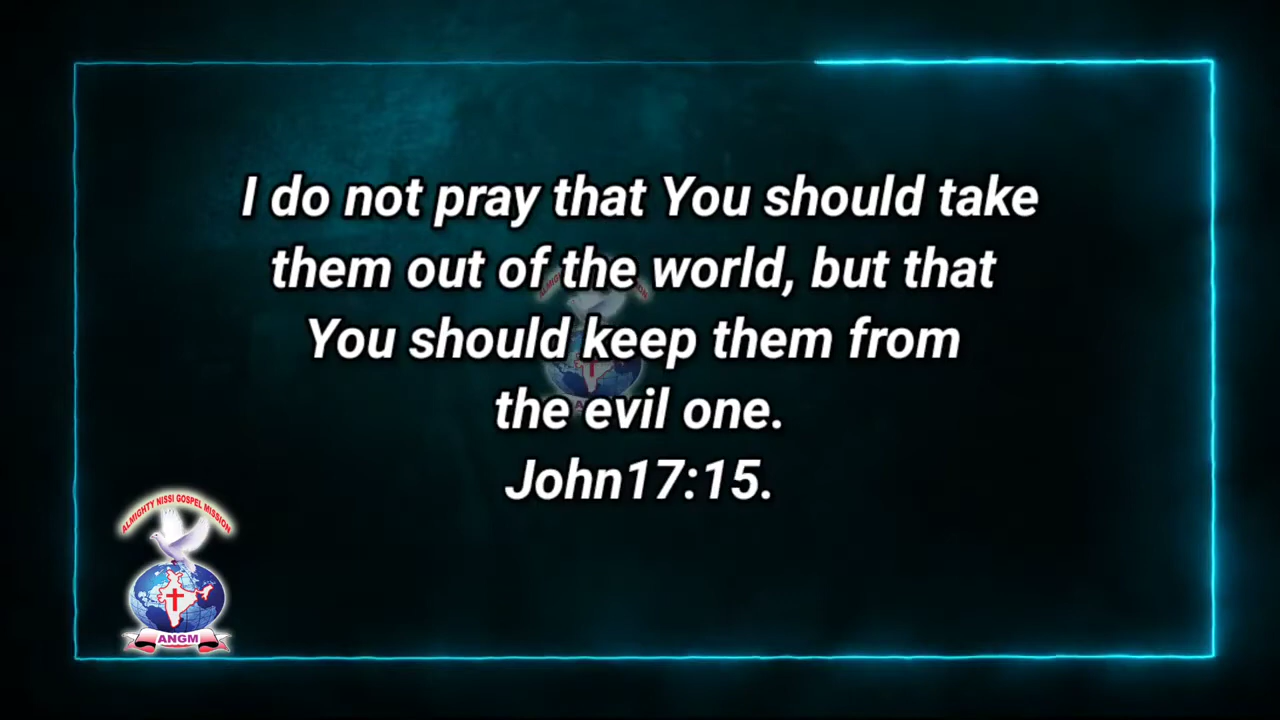 I do not pray that You should take
them out of the world, but that
You should keep them from
the evil one.
John17:15.
ALMIGHTY NISSI GOSPEL MISSION
ANGM